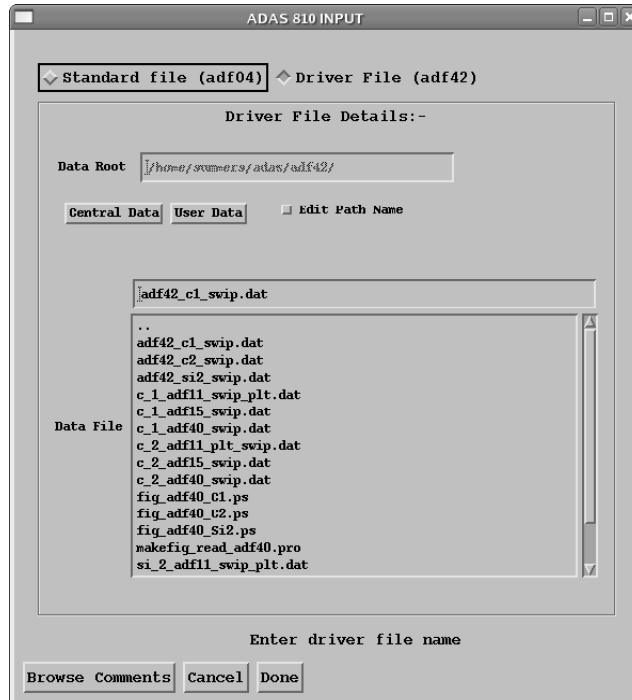 ADAS 810 INPUT
Standard file (adf04) Driver File (adf42)
Driver File Details:-
Data Root /home/summers/adas/adf42/
Central Data User Data Edit Path Name
adf42_c1_swip.dat
..
adf42_c1_swip.dat
adf42_c2_swip.dat
adf42_si2_swip.dat
c_1_adf11_swip_plt.dat
c_1_adf15_swip.dat
Data File
c_1_adf40_swip.dat
c_2_adf11_plt_swip.dat
c_2_adf15_swip.dat
c_2_adf40_swip.dat
fig_adf40_C1.ps
fig_adf40_C2.ps
fig_adf40_Si2.ps
makefig_read_adf40.pro
si_2_adf11_swip_plt.dat
Enter driver file name
Browse Comments Cancel Done